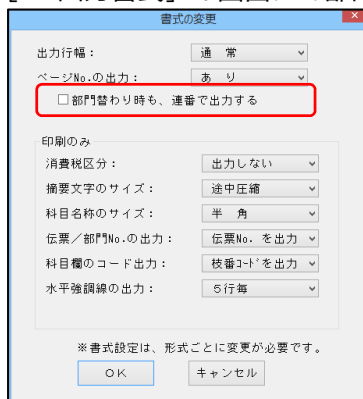 書式の変更
出力行幅： 通 常
ページNo.の出力： あ り
部門替わり時も、連番で出力する
印刷のみ
消費税区分： 出力しない
摘要文字のサイズ： 途中圧縮
科目名称のサイズ： 半 角
伝票／部門No.の出力： 伝票No. を出力
科目欄のコード出力： 枝番ｺｰﾄﾞを出力
水平強調線の出力： ５行毎
※書式設定は、形式ごとに変更が必要です。
ＯＫ キャンセル